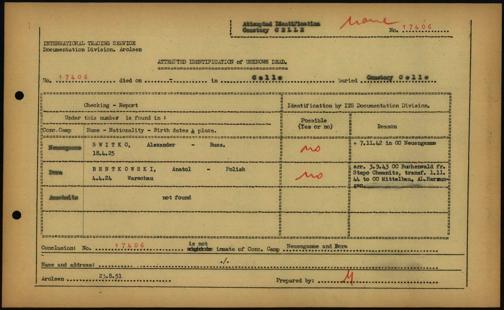 Attempted Identification
Cemetery CELLE
None
No. 17406
INTERNATIONAL TRACING SERVICE
Documentation Division. Arolsen
ATTEMPTED IDENTIFICATION of UNKNOWN DEAD.
No. 17406 died on - in Celle Buried Cemetery Celle
Checking - Report
Identification by ITS Documentation Division.
Under this number is found in:
Possible
(Yes or no)
Reason
Conc.Camp Name - Nationality - Birth dates & place.
Neuengamme BWITKO, Alexander - Russ.
18.4.25
no
+ 7.11.42 in CC Neuengamme
Dora BENTKOWSKI, Anatol - Polish
4.4.24 Warschau
no
arr. 3.9.43 CC Buchenwald fr.
Stapo Chemnitz, transf. 1.11.
44 to CC Mittelbau,
Auschwitz not found
Conclusion: No. 17406 is not inmate of Conc. Camp Neuengamme and Dora
Name and address: ./.
Arolsen 23.8.51
Prepared by: